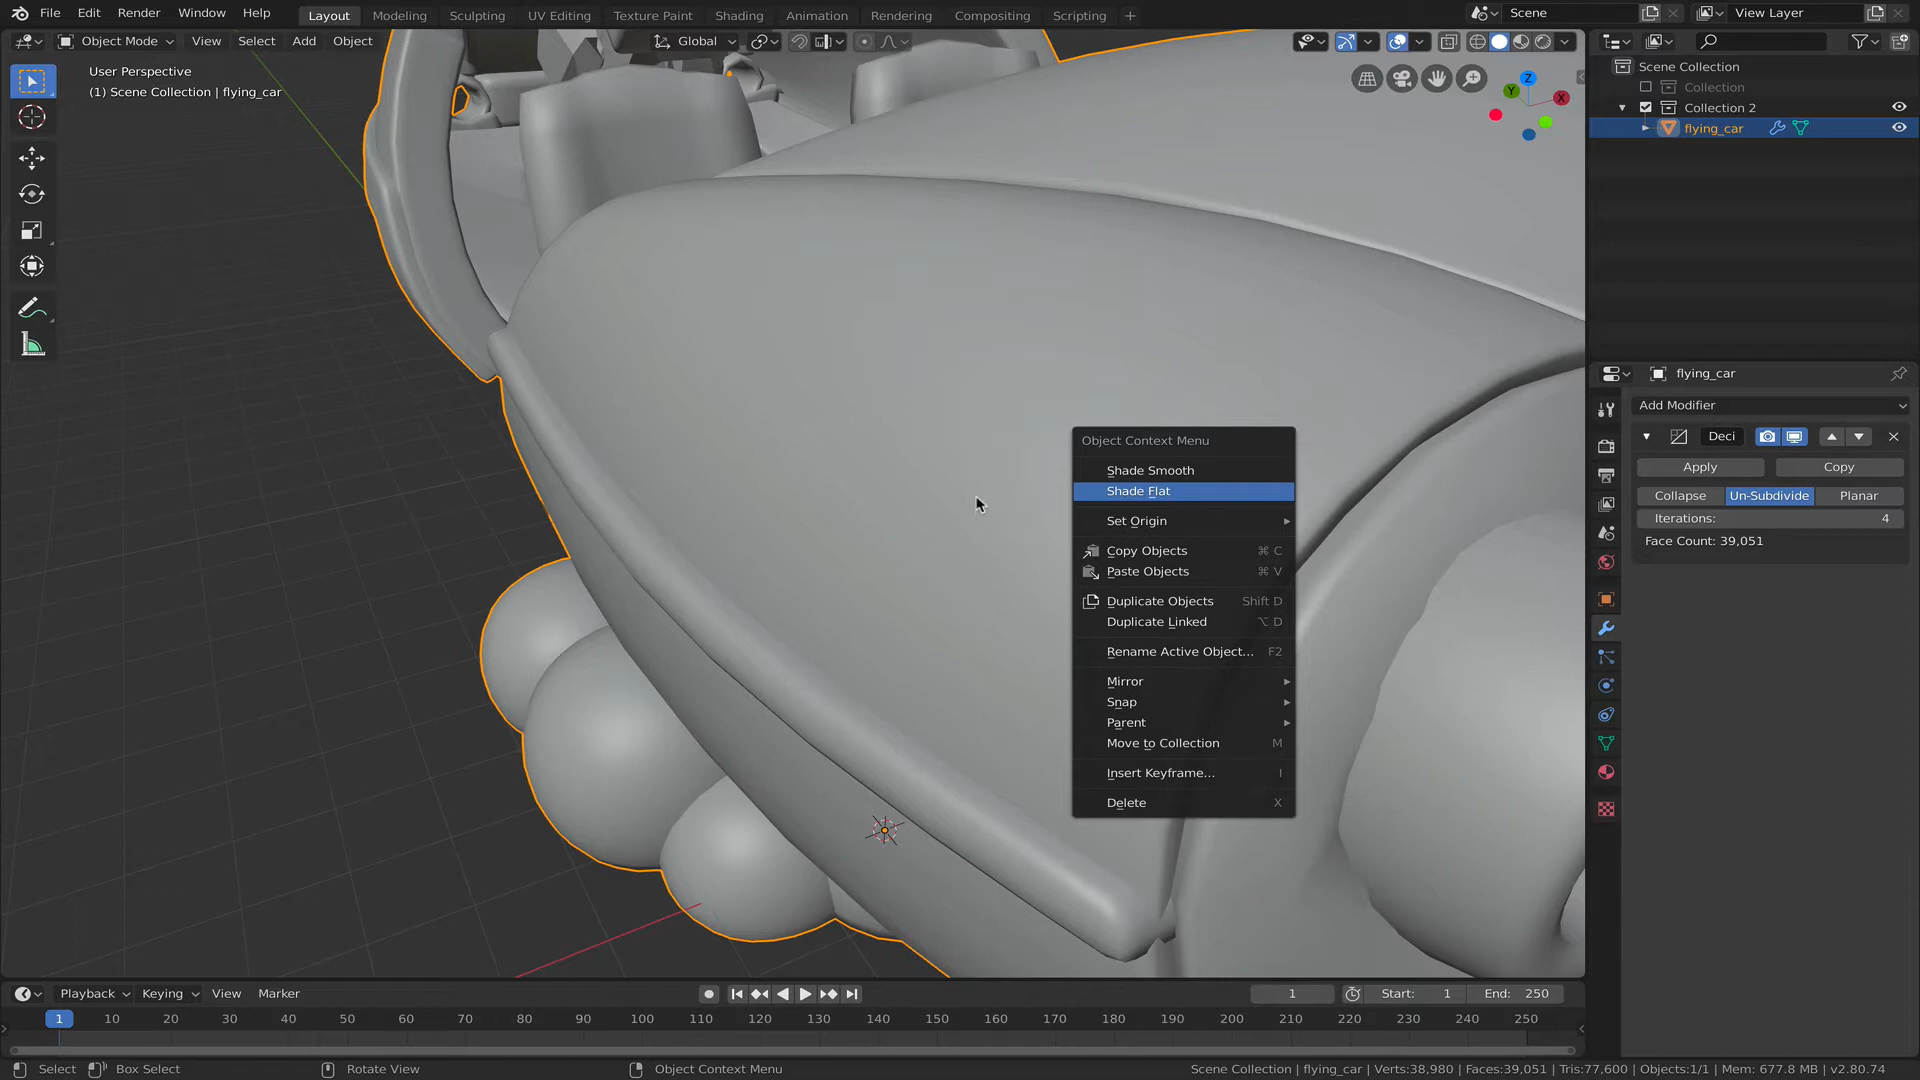 File Edit Render Window Help Layout Modeling Sculpting UV Editing Texture Paint Shading Animation Rendering Compositing Scripting + Scene View Layer
Object Mode View Select Add Object Global
User Perspective
(1) Scene Collection | flying_car
Z
Y
X
Scene Collection
Collection
Collection 2
flying_car
flying_car
Add Modifier
Deci
Apply Copy
Collapse Un-Subdivide Planar
Iterations: 4
Face Count: 39,051
Object Context Menu
Shade Smooth
Shade Flat
Set Origin
Copy Objects ⌘ C
Paste Objects ⌘ V
Duplicate Objects Shift D
Duplicate Linked ⌥ D
Rename Active Object... F2
Mirror
Snap
Parent
Move to Collection M
Insert Keyframe... I
Delete X
Playback Keying View Marker 1 Start: 1 End: 250
1 10 20 30 40 50 60 70 80 90 100 110 120 130 140 150 160 170 180 190 200 210 220 230 240 250
Select Box Select Rotate View Object Context Menu Scene Collection | flying_car | Verts:38,980 | Faces:39,051 | Tris:77,600 | Objects:1/1 | Mem: 677.8 MB | v2.80.74